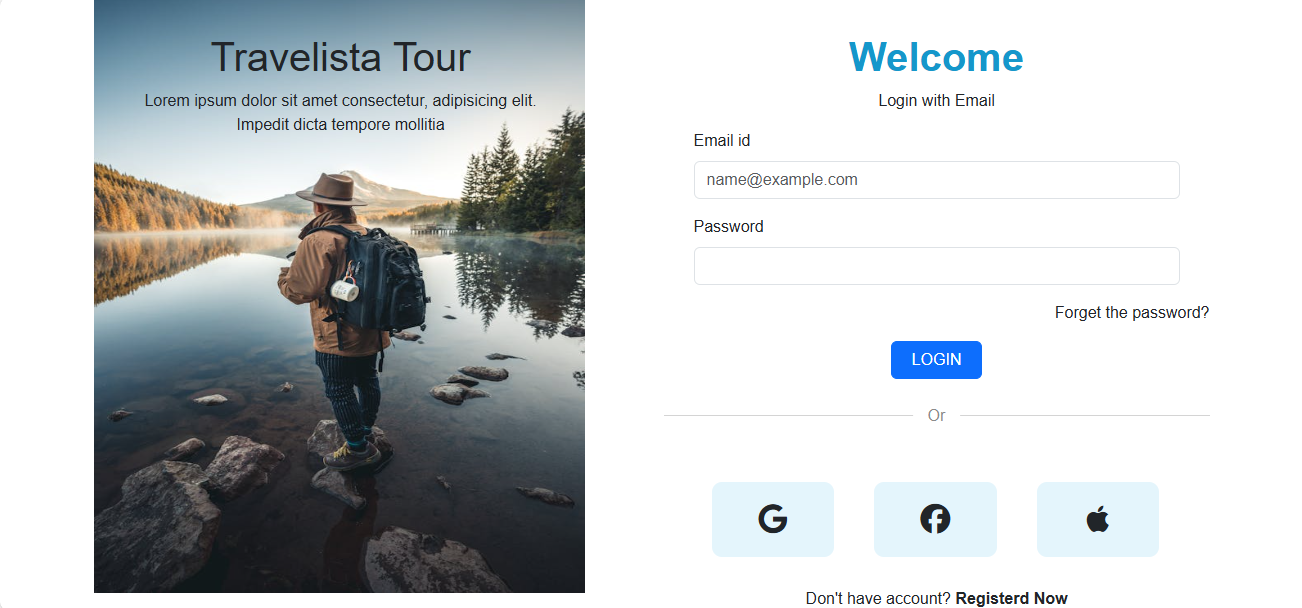 Travelista Tour
Lorem ipsum dolor sit amet consectetur, adipisicing elit.
Impedit dicta tempore mollitia
Welcome
Login with Email
Email id
name@example.com
Password
Forget the password?
LOGIN
Or
Don't have account? Registerd Now